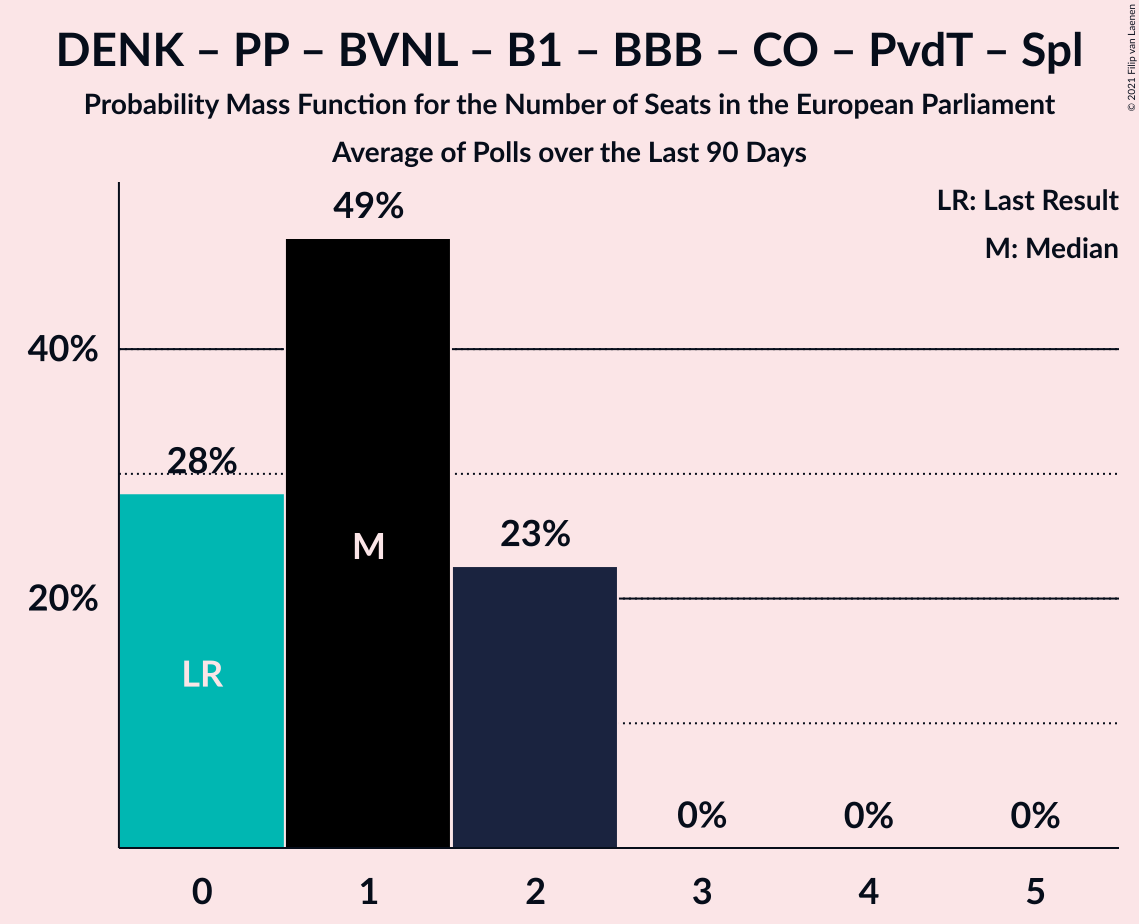 DENK – PP – BVNL – B1 – BBB – CO – PvdT – Spl
Probability Mass Function for the Number of Seats in the European Parliament
Average of Polls over the Last 90 Days
© 2021 Filip van Laenen
LR: Last Result
M: Median
49%
40%
28%
23%
M
20%
LR
0%
0%
0%
0
1
2
3
4
5